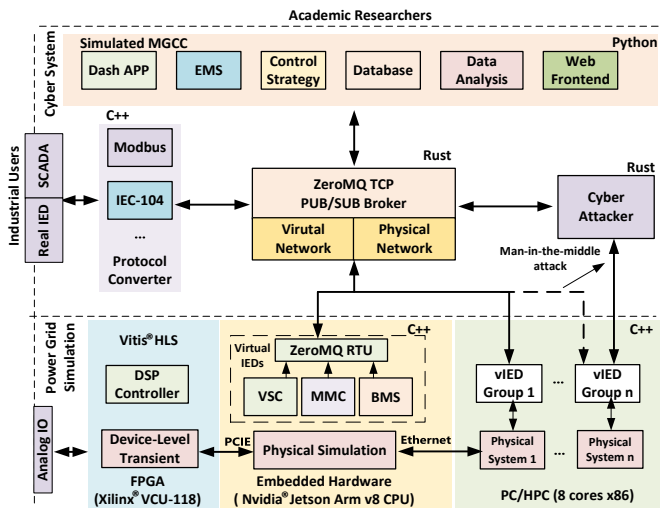 Academic Researchers
Cyber System
Simulated MGCC
Python
Dash APP
EMS
Control
Strategy
Database
Data
Analysis
Web
Frontend
Industrial Users
SCADA
Real IED
C++
Modbus
IEC-104
...
Protocol
Converter
Rust
ZeroMQ TCP
PUB/SUB Broker
Virutal
Network
Physical
Network
Rust
Cyber
Attacker
Man-in-the-middle
attack
Power Grid
Simulation
Analog IO
Vitis® HLS
DSP
Controller
Device-Level
Transient
FPGA
(Xilinx® VCU-118)
PCIE
C++
Virtual
IEDs
ZeroMQ RTU
VSC
MMC
BMS
Physical Simulation
Embedded Hardware
( Nvidia® Jetson Arm v8 CPU)
Ethernet
C++
vIED
Group 1
...
vIED
Group n
Physical
System 1
...
Physical
System n
PC/HPC (8 cores x86)